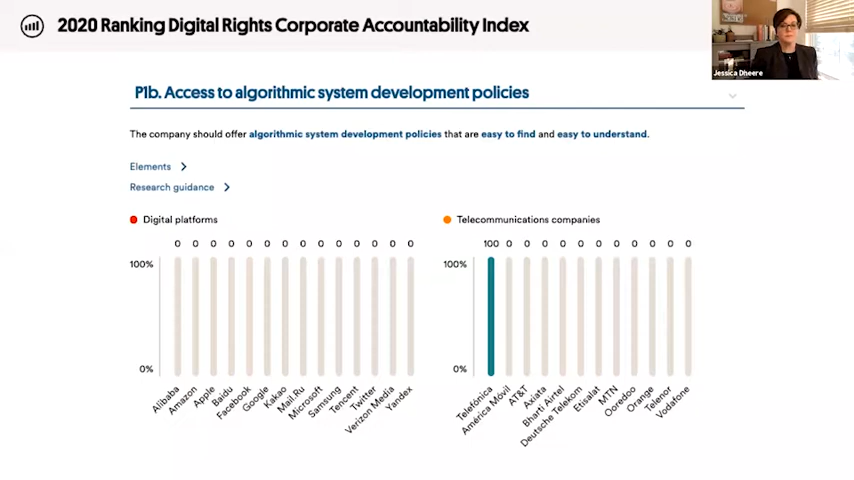 2020 Ranking Digital Rights Corporate Accountability Index
Jessica Dheere
P1b. Access to algorithmic system development policies
The company should offer algorithmic system development policies that are easy to find and easy to understand.
Elements
Research guidance
Digital platforms
0 0 0 0 0 0 0 0 0 0 0 0 0 0
100%
0%
Alibaba
Amazon
Apple
Baidu
Facebook
Google
Kakao
Mail.Ru
Microsoft
Samsung
Tencent
Twitter
Verizon Media
Yandex
Telecommunications companies
100 0 0 0 0 0 0 0 0 0 0 0
100%
0%
Telefónica
América Móvil
AT&T
Axiata
Bharti Airtel
Deutsche Telekom
Etisalat
MTN
Ooredoo
Orange
Telenor
Vodafone